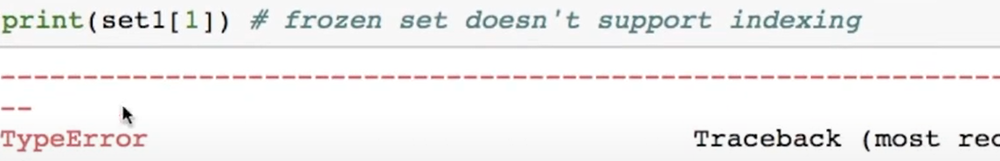 print(set1[1]) # frozen set doesn't support indexing
---------------------------------------------------------------------------
--
TypeError Traceback (most rec